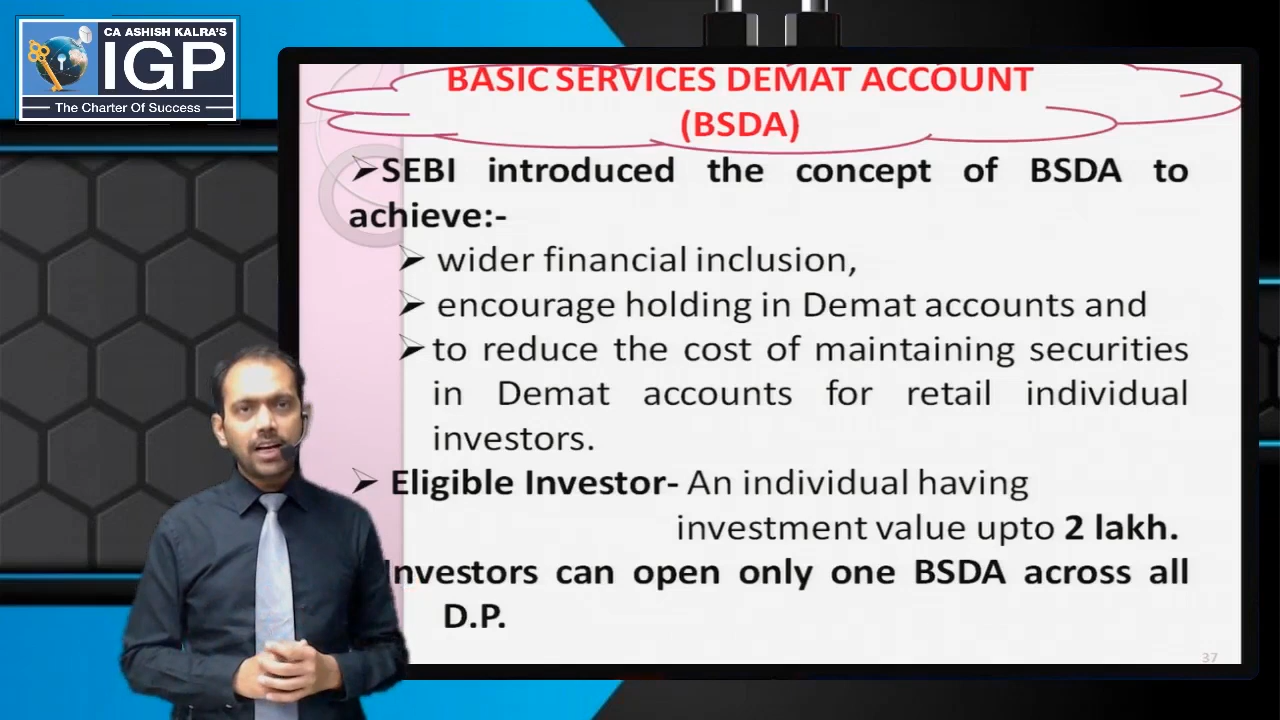 CA ASHISH KALRA'S
IGP
The Charter Of Success
BASIC SERVICES DEMAT ACCOUNT
(BSDA)
SEBI introduced the concept of BSDA to
achieve:-
wider financial inclusion,
encourage holding in Demat accounts and
to reduce the cost of maintaining securities
in Demat accounts for retail individual
investors.
Eligible Investor- An individual having
investment value upto 2 lakh.
Investors can open only one BSDA across all
D.P.
37